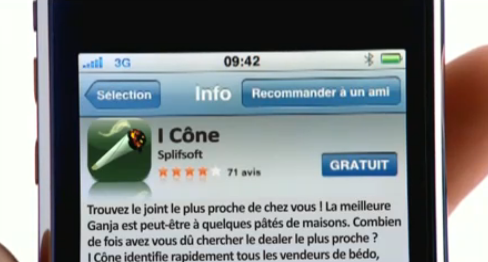 3G 09:42
Sélection Info Recommander à un ami
I Cône
Splifsoft
71 avis GRATUIT
Trouvez le joint le plus proche de chez vous ! La meilleure
Ganja est peut-être à quelques pâtés de maisons. Combien
de fois avez vous dû chercher le dealer le plus proche ?
I Cône identifie rapidement tous les vendeurs de bédo,